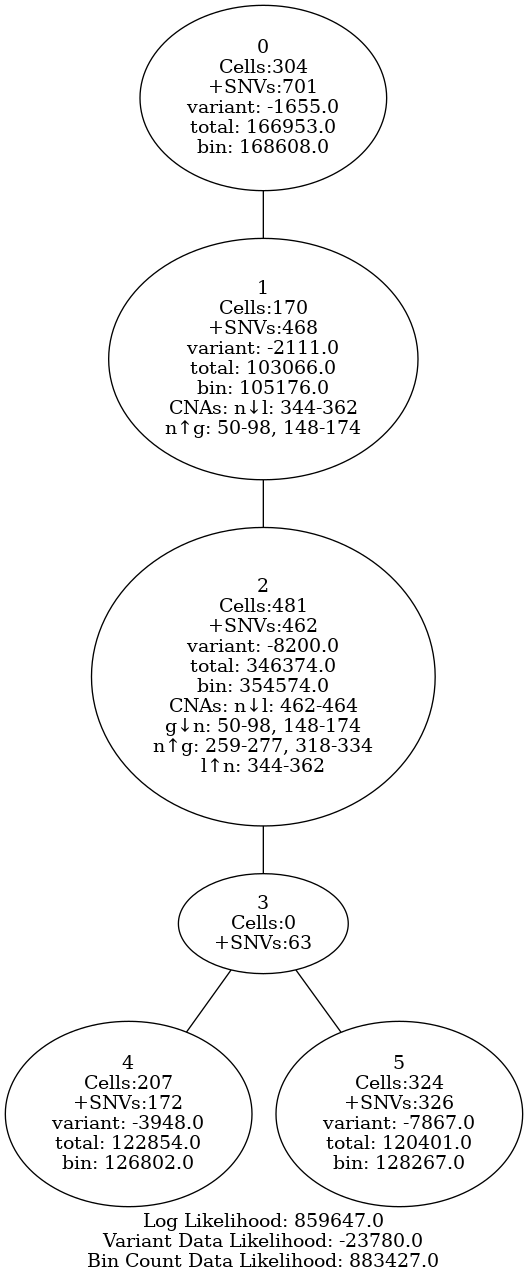 0
Cells:304
+SNVs:701
variant: -1655.0
total: 166953.0
bin: 168608.0
1
Cells:170
+SNVs:468
variant: -2111.0
total: 103066.0
bin: 105176.0
CNAs: n↓l: 344-362
n↑g: 50-98, 148-174
2
Cells:481
+SNVs:462
variant: -8200.0
total: 346374.0
bin: 354574.0
CNAs: n↓l: 462-464
g↓n: 50-98, 148-174
n↑g: 259-277, 318-334
l↑n: 344-362
3
Cells:0
+SNVs:63
4
Cells:207
+SNVs:172
variant: -3948.0
total: 122854.0
bin: 126802.0
5
Cells:324
+SNVs:326
variant: -7867.0
total: 120401.0
bin: 128267.0
Log Likelihood: 859647.0
Variant Data Likelihood: -23780.0
Bin Count Data Likelihood: 883427.0